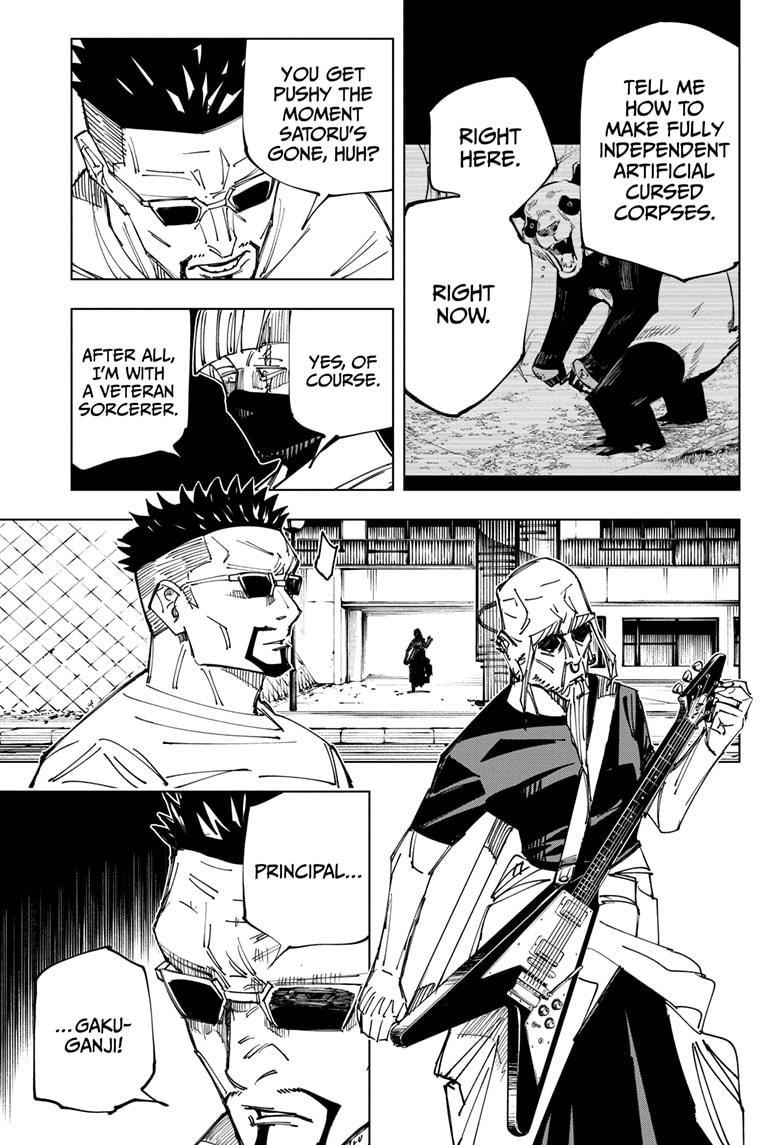 TELL ME
HOW TO
MAKE FULLY
INDEPENDENT
ARTIFICIAL
CURSED
CORPSES.
RIGHT
HERE.
RIGHT
NOW.
YOU GET
PUSHY THE
MOMENT
SATORU'S
GONE, HUH?
YES, OF
COURSE.
AFTER ALL,
I'M WITH
A VETERAN
SORCERER.
PRINCIPAL...
...GAKU-
GANJI!